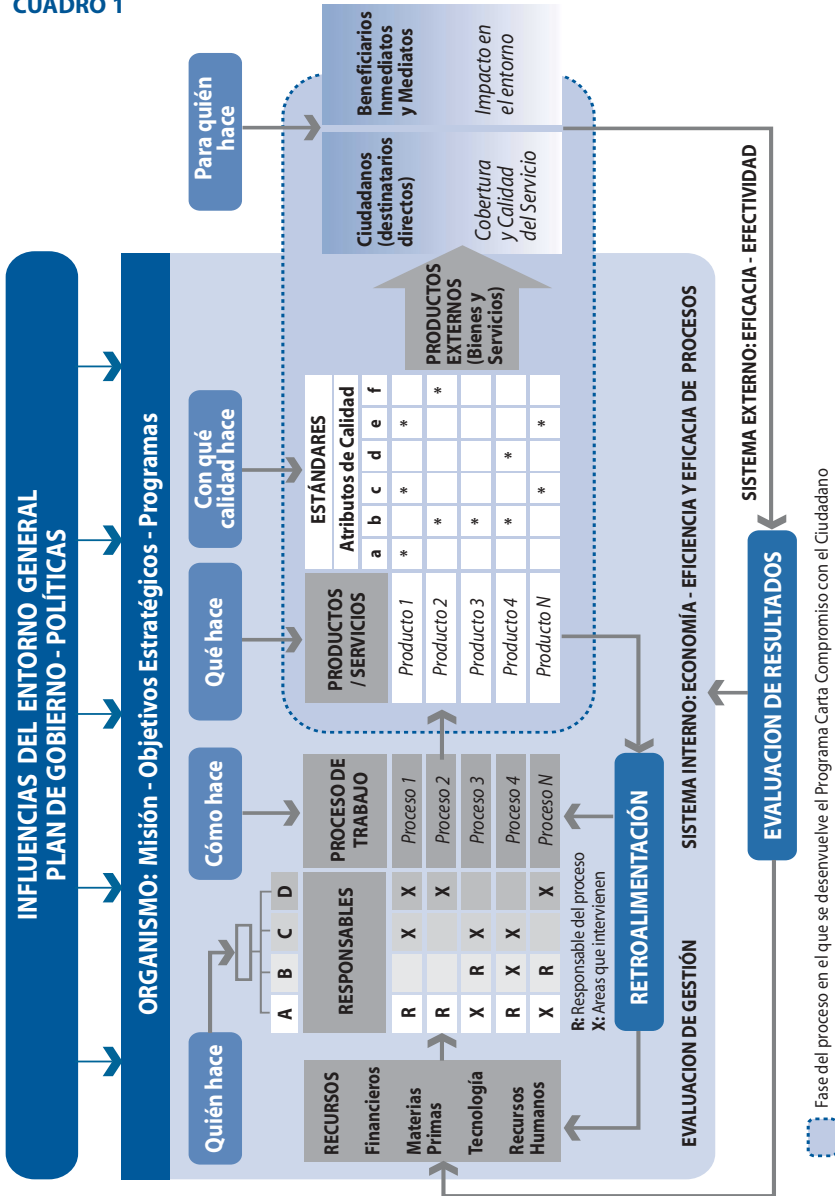 CUADRO 1
INFLUENCIAS DEL ENTORNO GENERAL
PLAN DE GOBIERNO - POLÍTICAS
ORGANISMO: Misión - Objetivos Estratégicos - Programas
Quién hace
Cómo hace
Qué hace
Con qué
calidad hace
Para quién
hace
RECURSOS
Financieros
Materias
Primas
Tecnología
Recursos
Humanos
A B C D
RESPONSABLES
R X X
R X
X R X
R X X
X R X
R: Responsable del proceso
X: Areas que intervienen
PROCESO DE
TRABAJO
Proceso 1
Proceso 2
Proceso 3
Proceso 4
Proceso N
PRODUCTOS
/ SERVICIOS
Producto 1
Producto 2
Producto 3
Producto 4
Producto N
ESTÁNDARES
Atributos de Calidad
a b c d e f
* * *
* *
*
* *
* *
PRODUCTOS
EXTERNOS
(Bienes y
Servicios)
Ciudadanos
(destinatarios
directos)
Cobertura
y Calidad
del Servicio
Beneficiarios
Inmediatos
y Mediatos
Impacto en
el entorno
RETROALIMENTACIÓN
EVALUACION DE GESTIÓN
SISTEMA INTERNO: ECONOMÍA - EFICIENCIA Y EFICACIA DE PROCESOS
EVALUACION DE RESULTADOS
SISTEMA EXTERNO: EFICACIA - EFECTIVIDAD
Fase del proceso en el que se desenvuelve el Programa Carta Compromiso con el Ciudadano